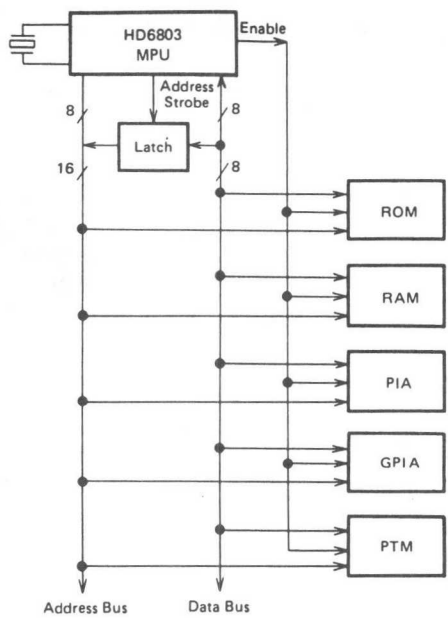 HD6803
MPU
Enable
Address
Strobe
8
8
Latch
16
8
ROM
RAM
PIA
GPIA
PTM
Address Bus
Data Bus